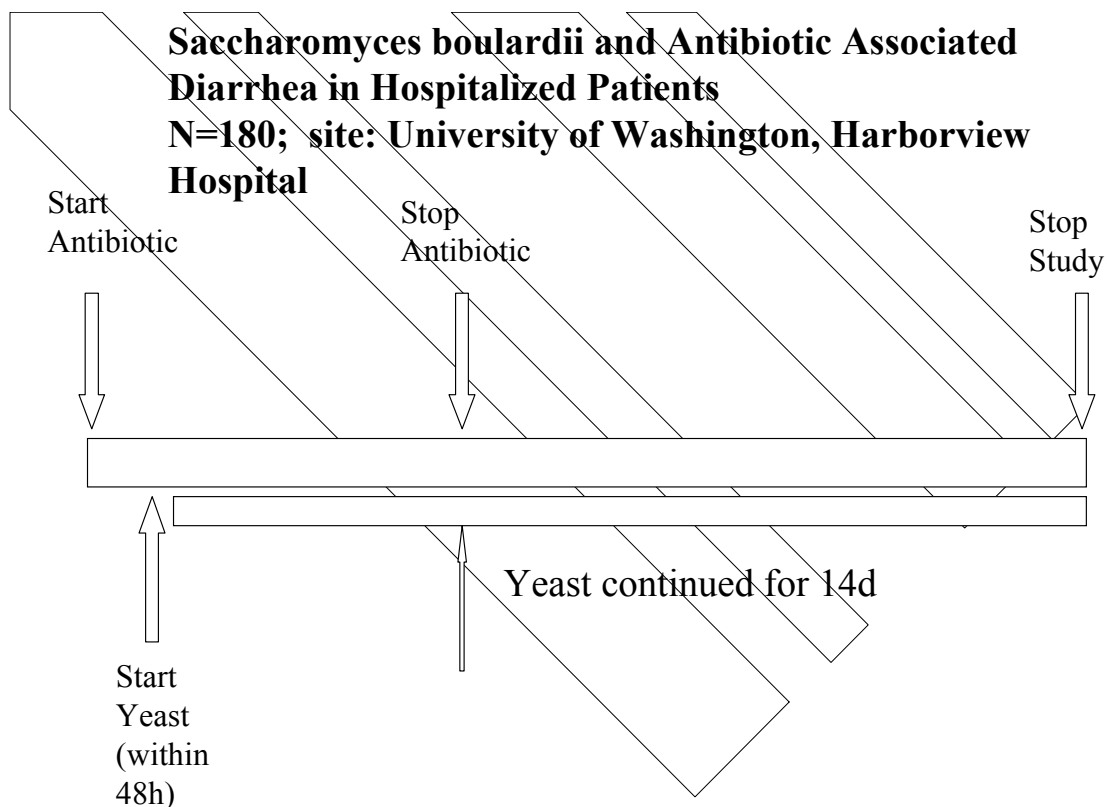 Saccharomyces boulardii and Antibiotic Associated
Diarrhea in Hospitalized Patients
N=180;  site: University of Washington, Harborview
Hospital
Start
Antibiotic
Stop
Antibiotic
Stop
Study
Yeast continued for 14d
Start
Yeast
(within
48h)